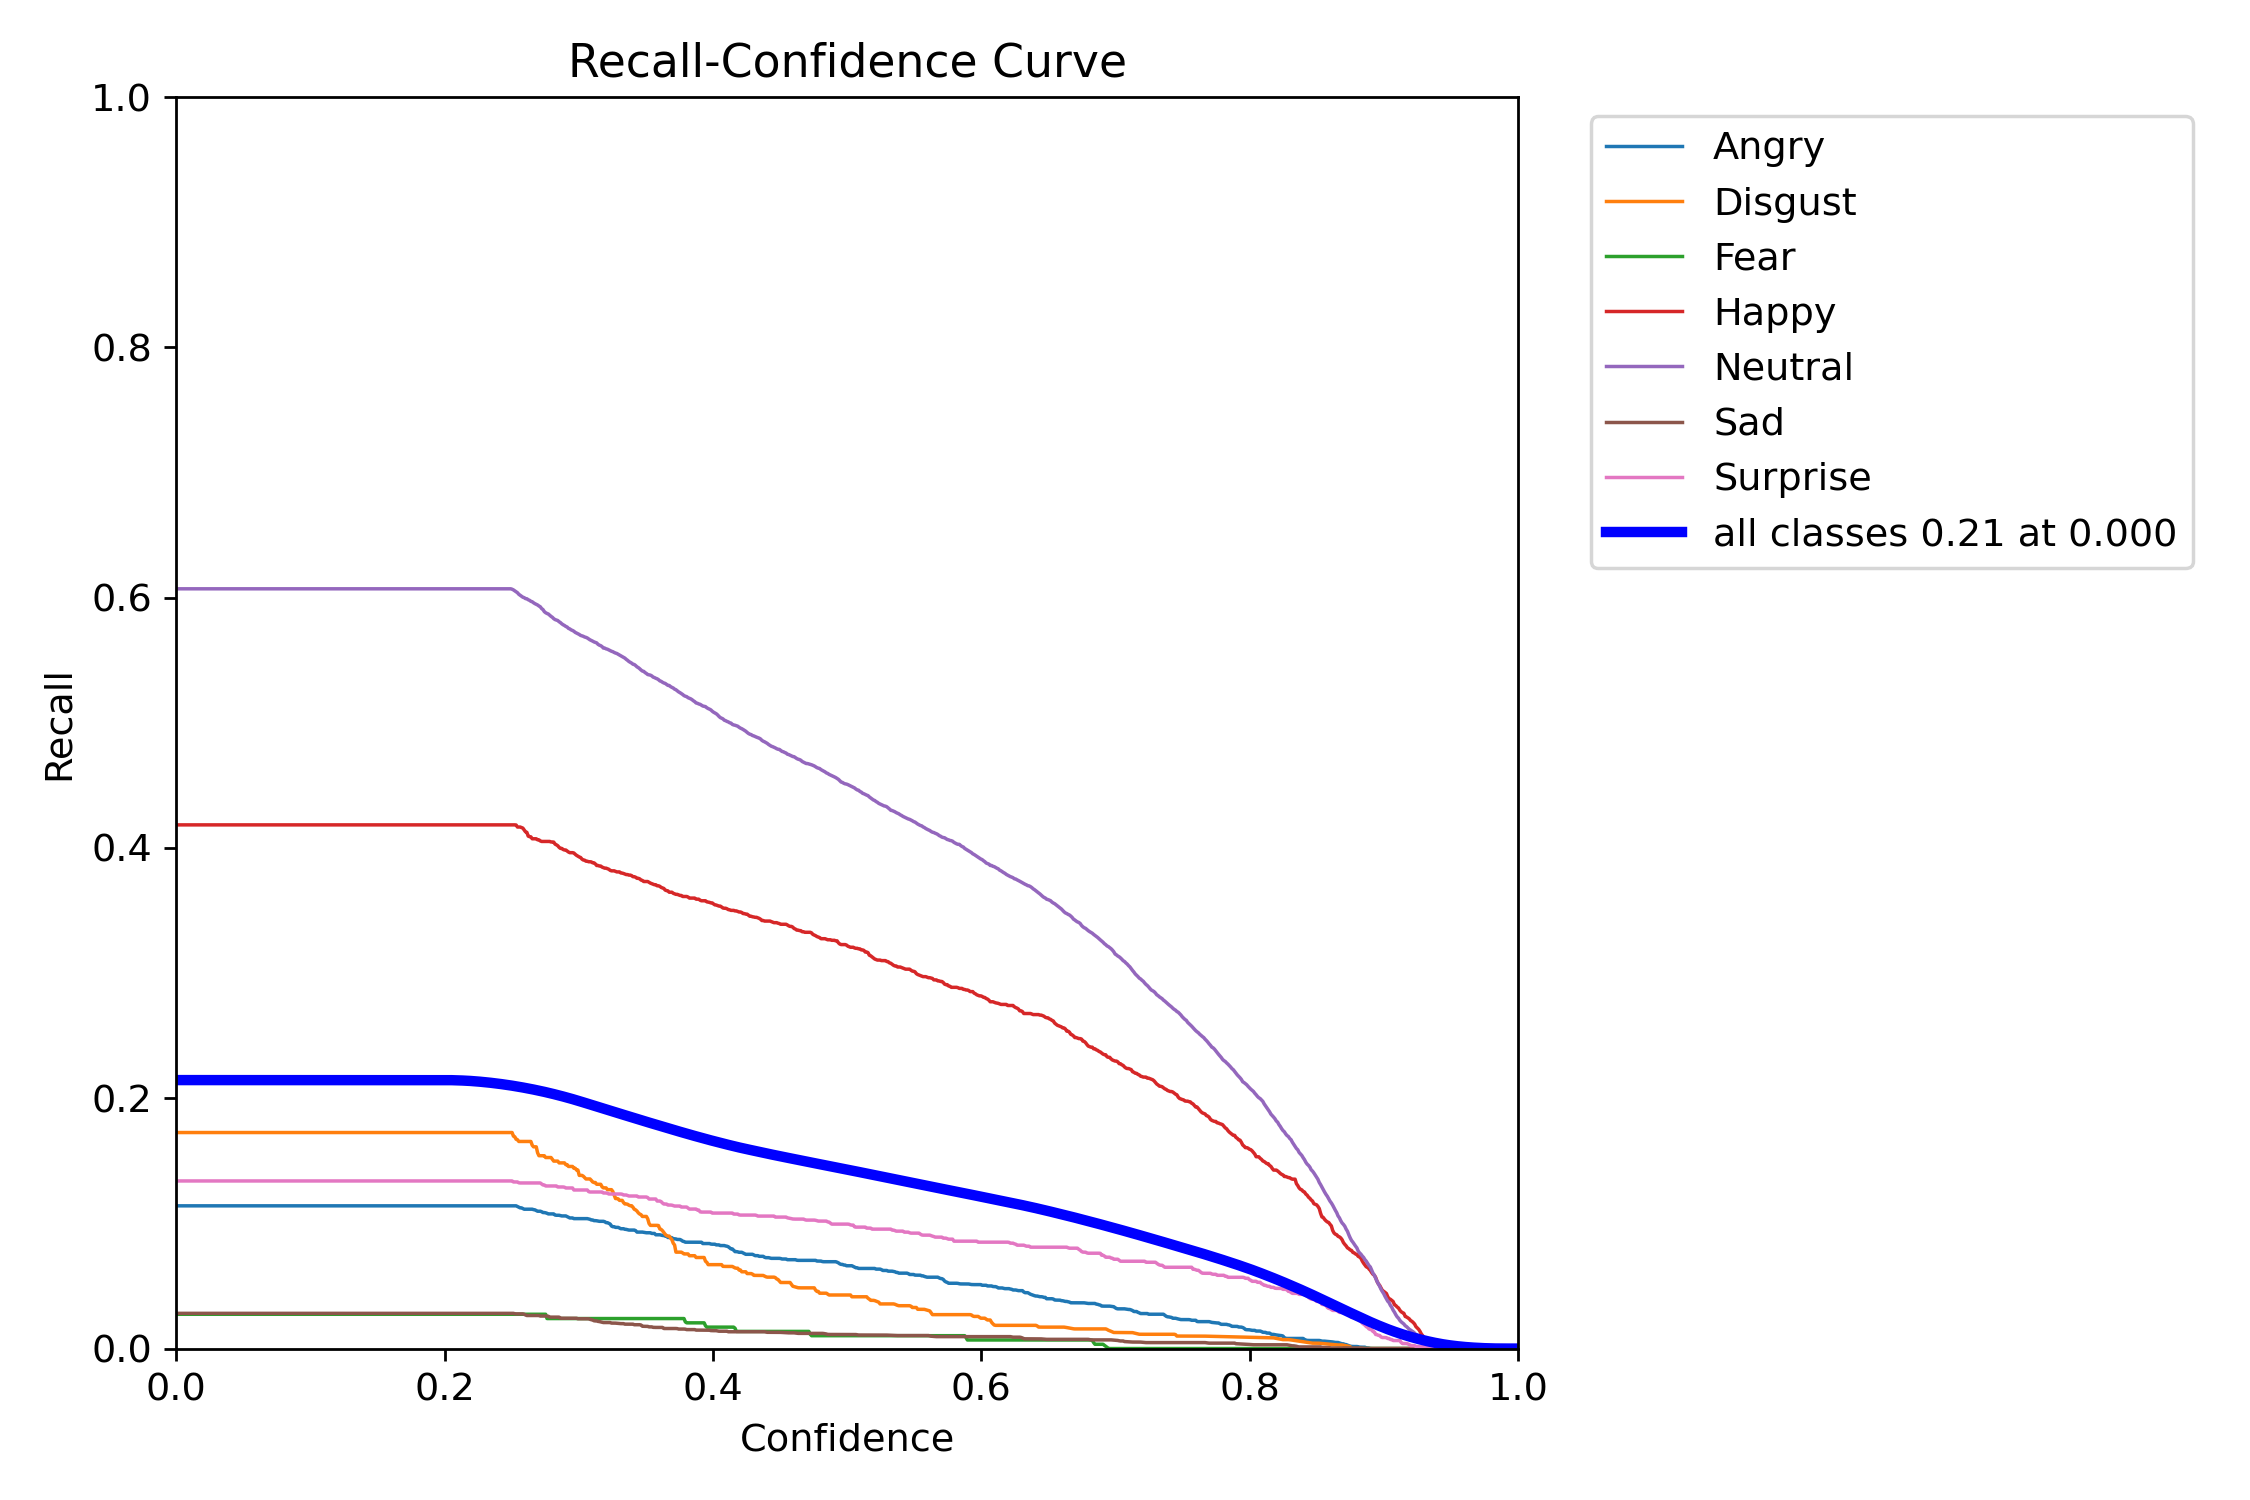 Recall-Confidence Curve
1.0
0.8
0.6
0.4
0.2
0.0
Recall
0.0 0.2 0.4 0.6 0.8 1.0
Confidence
Angry
Disgust
Fear
Happy
Neutral
Sad
Surprise
all classes 0.21 at 0.000